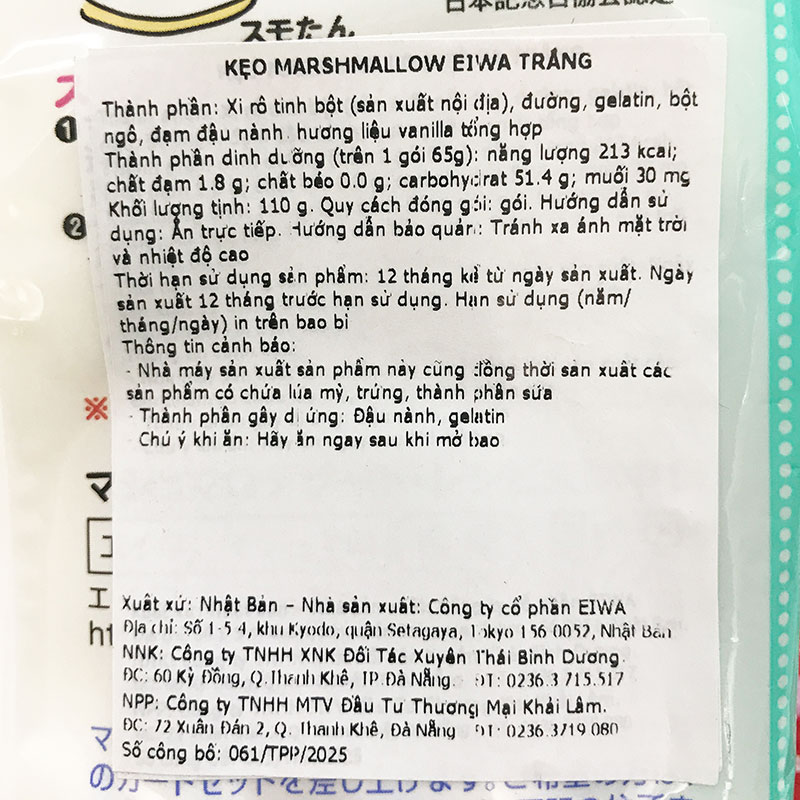 日本記念日協会認定
スモたん
KẸO MARSHMALLOW EIWA TRẮNG
Thành phần: Xi rô tinh bột (sản xuất nội địa), đường, gelatin, bột
ngô, đạm đậu nành, hương liệu vanilla tổng hợp
Thành phần dinh dưỡng (trên 1 gói 65g): năng lượng 213 kcal;
chất đạm 1.8 g; chất béo 0.0 g; carbohydrat 51.4 g; muối 30 mg
Khối lượng tịnh: 110 g. Quy cách đóng gói: gói. Hướng dẫn sử
dụng: Ăn trực tiếp. Hướng dẫn bảo quản: Tránh xa ánh mặt trời
và nhiệt độ cao
Thời hạn sử dụng sản phẩm: 12 tháng kể từ ngày sản xuất. Ngày
sản xuất 12 tháng trước hạn sử dụng. Hạn sử dụng (năm/
tháng/ngày) in trên bao bì
Thông tin cảnh báo:
- Nhà máy sản xuất sản phẩm này cũng đồng thời sản xuất các
sản phẩm có chứa lúa mỳ, trứng, thành phần sữa
- Thành phần gây dị ứng: Đậu nành, gelatin
Chú ý khi ăn: Hãy ăn ngay sau khi mở bao
Xuất xứ: Nhật Bản – Nhà sản xuất: Công ty cổ phần EIWA
Địa chỉ: Số 1-5-4, khu Kyodo, quận Setagaya, Tokyo 156-0052, Nhật Bản
NNK: Công ty TNHH XNK Đối Tác Xuyên Thái Bình Dương.
ĐC: 60 Kỳ Đồng, Q.Thanh Khê, TP.Đà Nẵng. ĐT: 0236.3 715.517
NPP: Công ty TNHH MTV Đầu Tư Thương Mại Khải Lâm.
ĐC: 72 Xuân Đán 2, Q. Thanh Khê, Đà Nẵng ĐT: 0236.3719 080
Số công bố: 061/TPP/2025